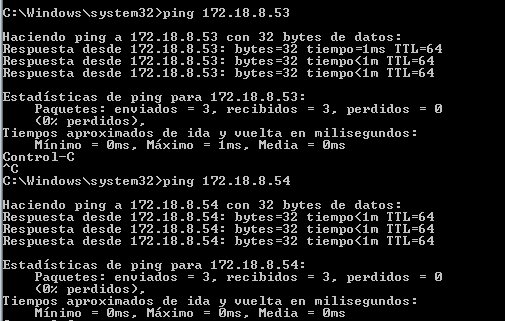 C:\Windows\system32>ping 172.18.8.53
Haciendo ping a 172.18.8.53 con 32 bytes de datos:
Respuesta desde 172.18.8.53: bytes=32 tiempo=1ms TTL=64
Respuesta desde 172.18.8.53: bytes=32 tiempo<1m TTL=64
Respuesta desde 172.18.8.53: bytes=32 tiempo<1m TTL=64
Estadísticas de ping para 172.18.8.53:
Paquetes: enviados = 3, recibidos = 3, perdidos = 0
(0% perdidos),
Tiempos aproximados de ida y vuelta en milisegundos:
Mínimo = 0ms, Máximo = 1ms, Media = 0ms
Control-C
^C
C:\Windows\system32>ping 172.18.8.54
Haciendo ping a 172.18.8.54 con 32 bytes de datos:
Respuesta desde 172.18.8.54: bytes=32 tiempo<1m TTL=64
Respuesta desde 172.18.8.54: bytes=32 tiempo<1m TTL=64
Respuesta desde 172.18.8.54: bytes=32 tiempo<1m TTL=64
Estadísticas de ping para 172.18.8.54:
Paquetes: enviados = 3, recibidos = 3, perdidos = 0
(0% perdidos),
Tiempos aproximados de ida y vuelta en milisegundos:
Mínimo = 0ms, Máximo = 0ms, Media = 0ms